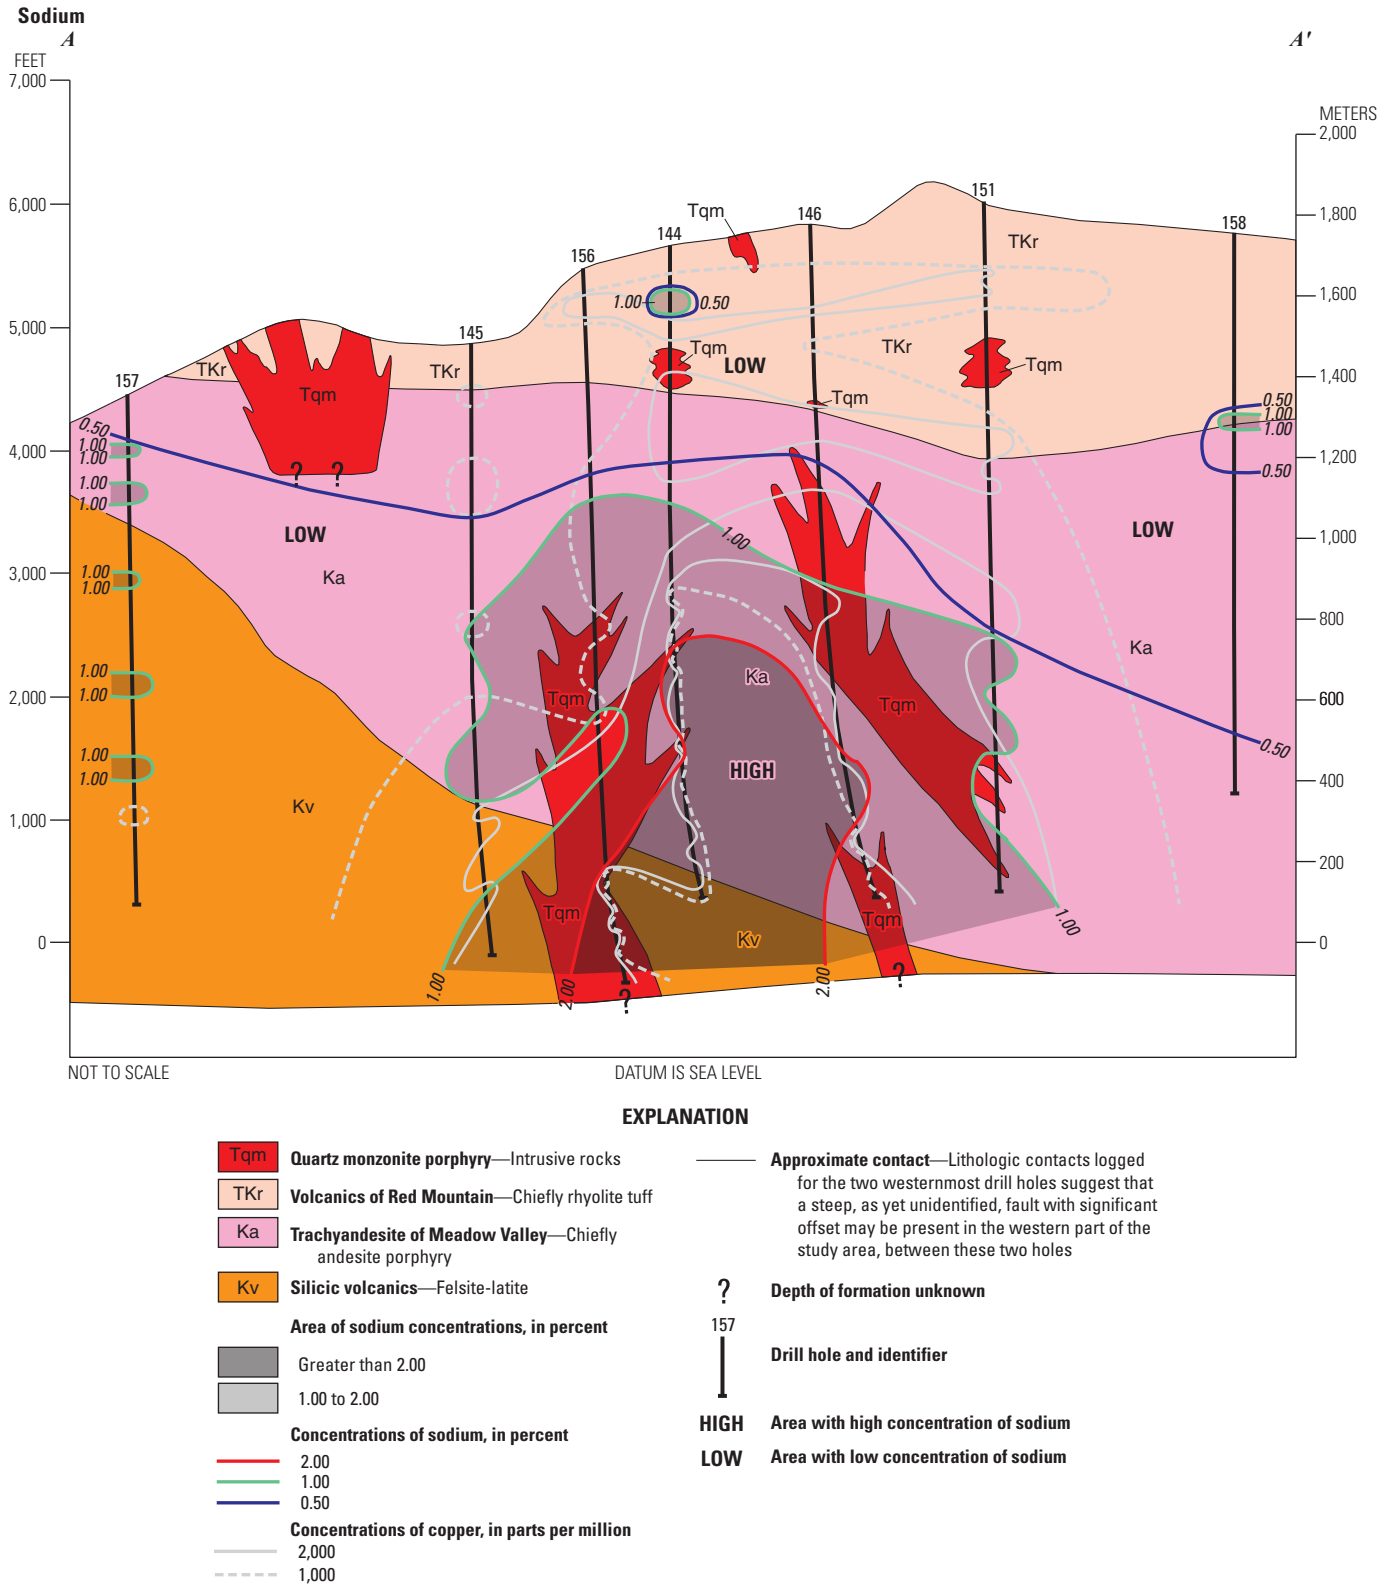 Sodium
A
A'
FEET
7,000
METERS
2,000
6,000
151
1,800
Tqm
146
144
158
TKr
156
1,600
1.00
0.50
5,000
145
TKr
Tqm
LOW
Tqm
TKr
TKr
1,400
157
Tqm
Tqm
0.50
1.00
1.00
0.50
1.00
1.00
4,000
1,200
0.50
? ?
1.00
1.00
LOW
1.00
LOW
1,000
3,000
1.00
1.00
Ka
800
Ka
1.00
1.00
Ka
2,000
Tqm
Tqm
600
0.50
1.00
1.00
HIGH
400
Kv
1,000
200
Tqm
Tqm
1.00
0
Kv
0
1.00
2.00
?
2.00
?
NOT TO SCALE
DATUM IS SEA LEVEL
EXPLANATION
Tqm
Quartz monzonite porphyry—Intrusive rocks
TKr
Volcanics of Red Mountain—Chiefly rhyolite tuff
Ka
Trachyandesite of Meadow Valley—Chiefly
andesite porphyry
Kv
Silicic volcanics—Felsite-latite
Area of sodium concentrations, in percent
Greater than 2.00
1.00 to 2.00
Concentrations of sodium, in percent
2.00
1.00
0.50
Concentrations of copper, in parts per million
2,000
1,000
Approximate contact—Lithologic contacts logged
for the two westernmost drill holes suggest that
a steep, as yet unidentified, fault with significant
offset may be present in the western part of the
study area, between these two holes
?
Depth of formation unknown
157
Drill hole and identifier
HIGH
Area with high concentration of sodium
LOW
Area with low concentration of sodium